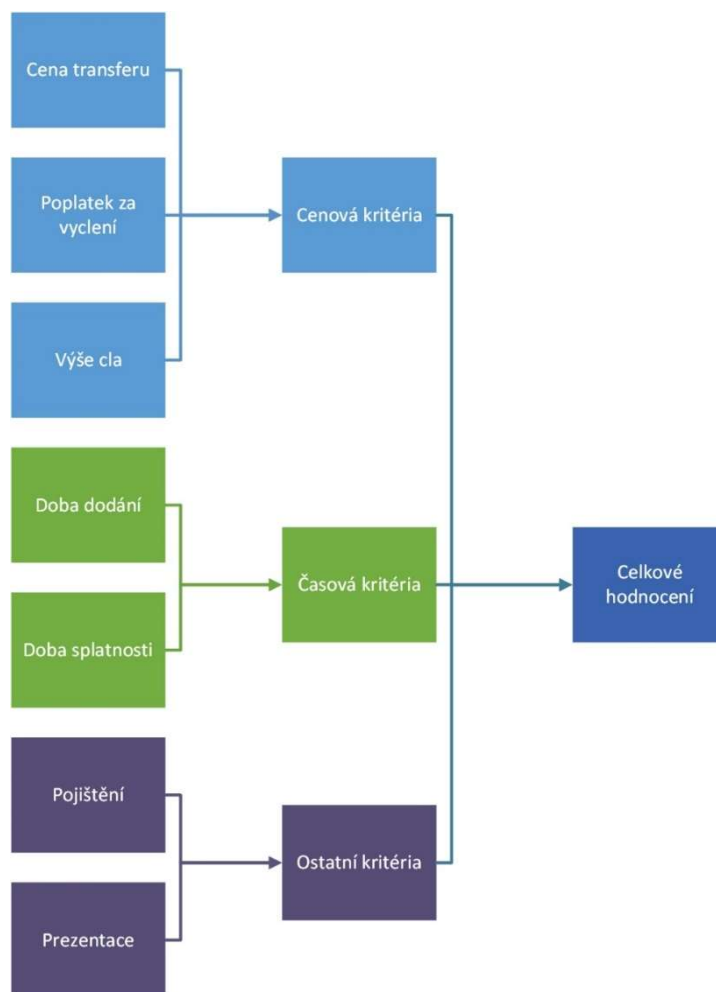 Cena transferu
Poplatek za
vyclení
Výše cla
Cenová kritéria
Doba dodání
Doba splatnosti
Časová kritéria
Pojištění
Prezentace
Ostatní kritéria
Celkové
hodnocení